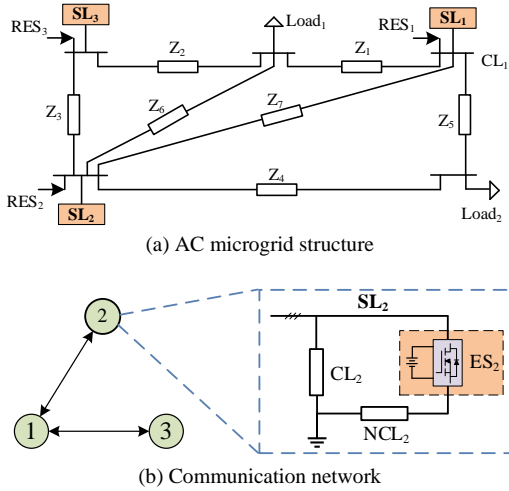 SL₃
RES₃
Load₁
RES₁
SL₁
CL₁
Z₂
Z₁
Z₃
Z₆
Z₇
Z₅
RES₂
SL₂
Z₄
Load₂
(a) AC microgrid structure
SL₂
2
CL₂
ES₂
1
3
NCL₂
(b) Communication network